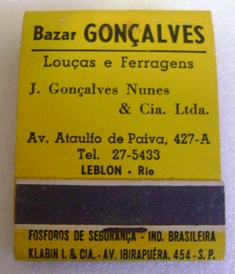 Bazar GONÇALVES
Louças e Ferragens
J. Gonçalves Nunes
& Cia. Ltda.
Av. Ataulfo de Paiva, 427-A
Tel. 27-5433
LEBLON - Rio
FOSFOROS DE SEGURANÇA - IND. BRASILEIRA
KLABIN I. & CIA. - AV. IBIRAPUÉRA. 454 - S. P.